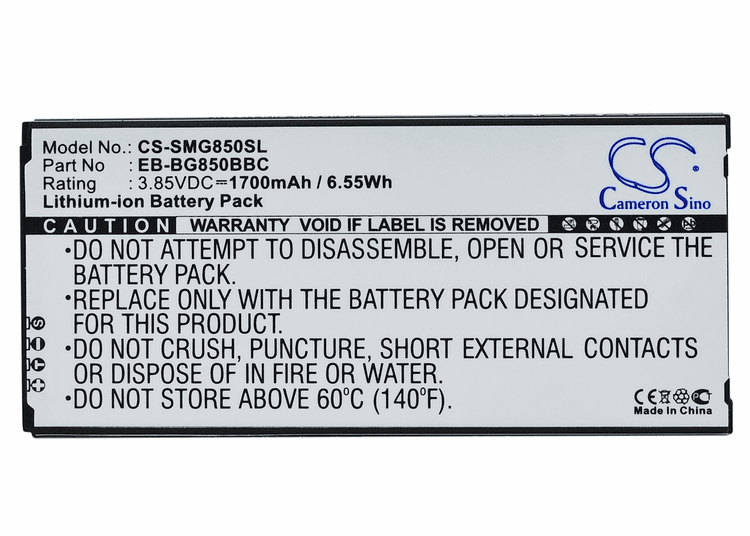 Model No.: CS-SMG850SL
Part No : EB-BG850BBC
Rating : 3.85VDC⎓1700mAh / 6.55Wh
Lithium-ion Battery Pack
CS
Cameron Sino
CAUTION WARRANTY VOID IF LABEL IS REMOVED
•DO NOT ATTEMPT TO DISASSEMBLE, OPEN OR SERVICE THE
BATTERY PACK.
•REPLACE ONLY WITH THE BATTERY PACK DESIGNATED
FOR THIS PRODUCT.
•DO NOT CRUSH, PUNCTURE, SHORT EXTERNAL CONTACTS
OR DISPOSE OF IN FIRE OR WATER.
•DO NOT STORE ABOVE 60°C (140°F).
CE
Made In China